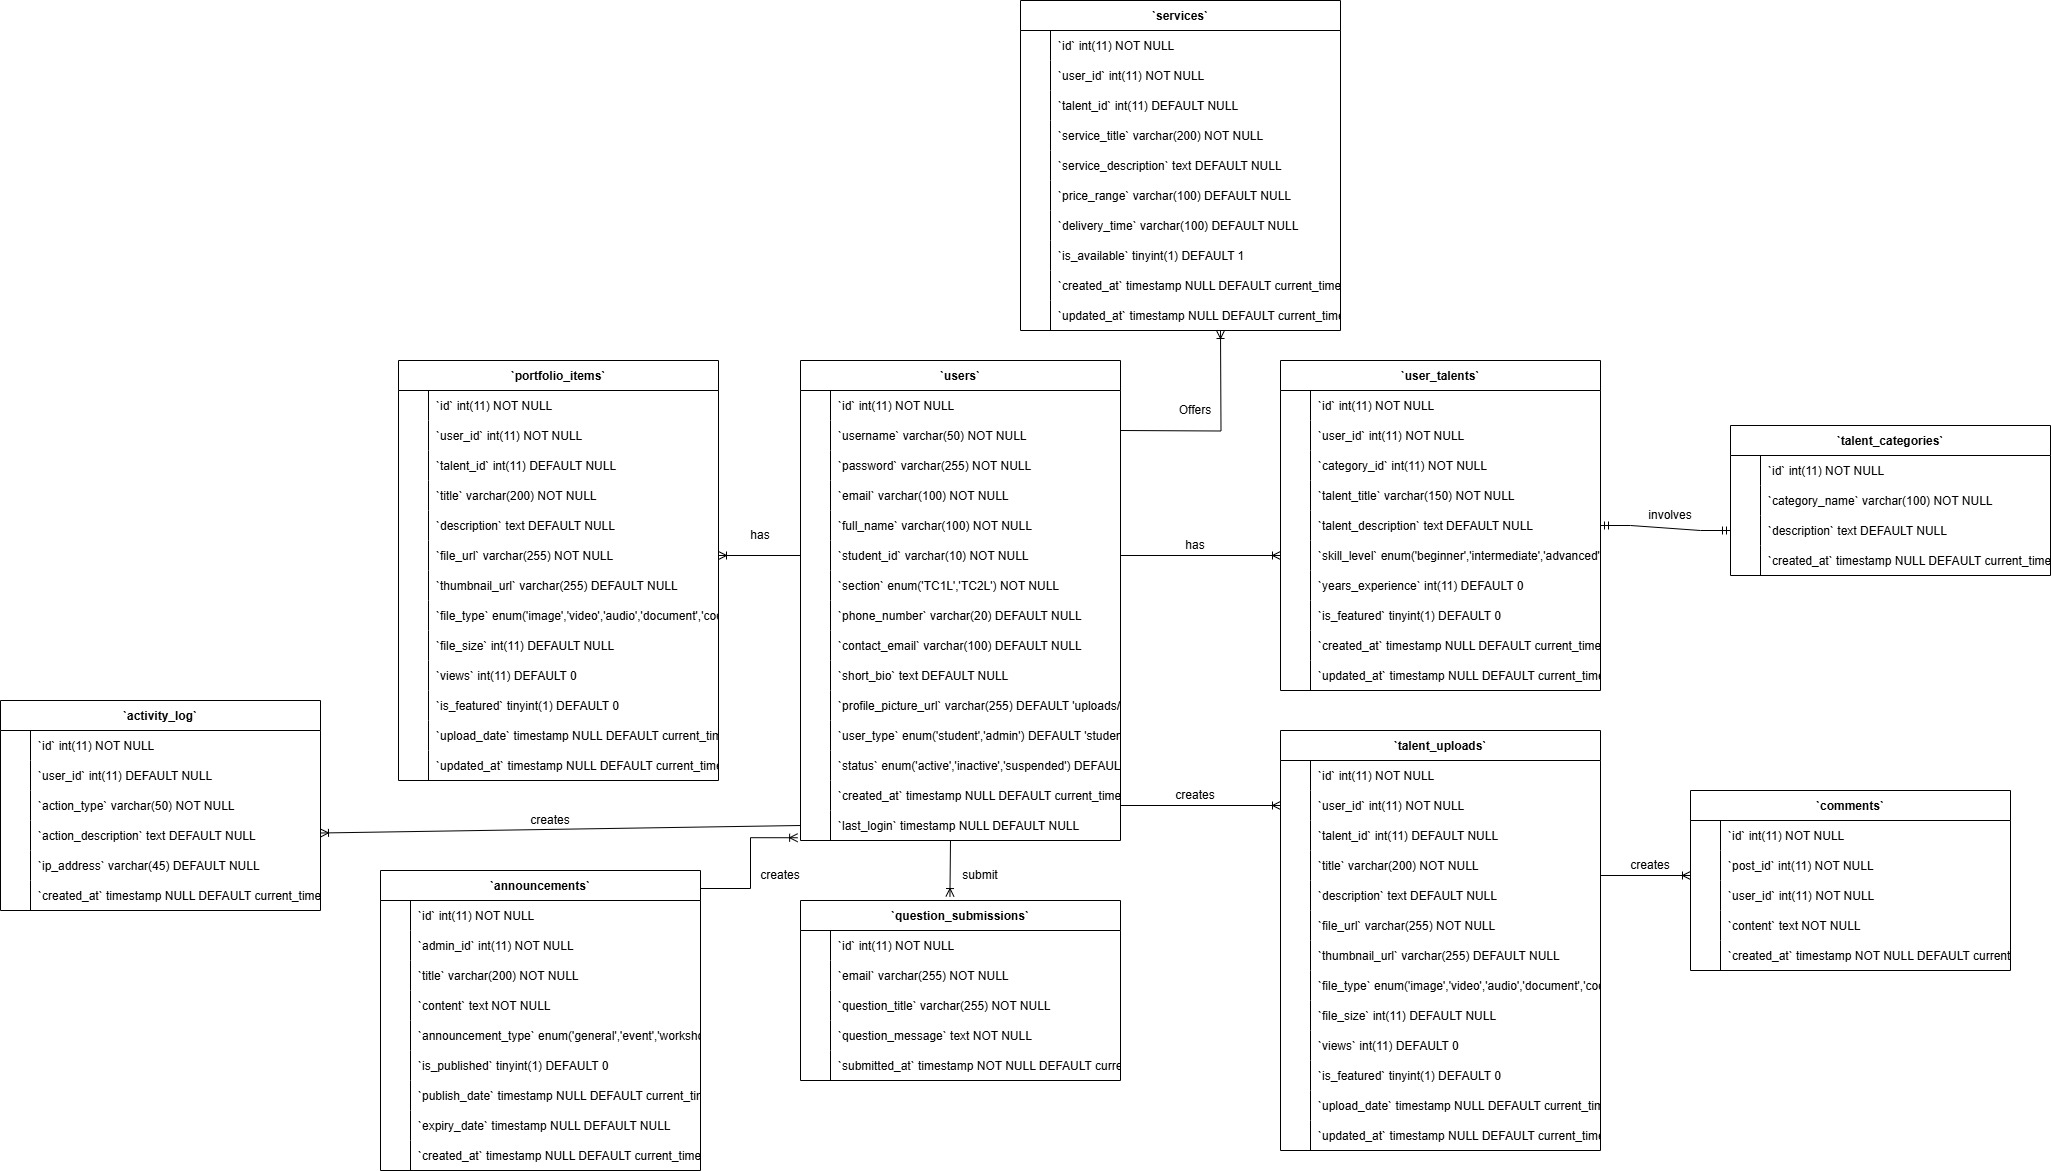 `services`
`id` int(11) NOT NULL
`user_id` int(11) NOT NULL
`talent_id` int(11) DEFAULT NULL
`service_title` varchar(200) NOT NULL
`service_description` text DEFAULT NULL
`price_range` varchar(100) DEFAULT NULL
`delivery_time` varchar(100) DEFAULT NULL
`is_available` tinyint(1) DEFAULT 1
`created_at` timestamp NULL DEFAULT current_time
`updated_at` timestamp NULL DEFAULT current_time
`portfolio_items`
`id` int(11) NOT NULL
`user_id` int(11) NOT NULL
`talent_id` int(11) DEFAULT NULL
`title` varchar(200) NOT NULL
`description` text DEFAULT NULL
`file_url` varchar(255) NOT NULL
`thumbnail_url` varchar(255) DEFAULT NULL
`file_type` enum('image','video','audio','document','co
`file_size` int(11) DEFAULT NULL
`views` int(11) DEFAULT 0
`is_featured` tinyint(1) DEFAULT 0
`upload_date` timestamp NULL DEFAULT current_tim
`updated_at` timestamp NULL DEFAULT current_time
has
`users`
`id` int(11) NOT NULL
`username` varchar(50) NOT NULL
`password` varchar(255) NOT NULL
`email` varchar(100) NOT NULL
`full_name` varchar(100) NOT NULL
`student_id` varchar(10) NOT NULL
`section` enum('TC1L','TC2L') NOT NULL
`phone_number` varchar(20) DEFAULT NULL
`contact_email` varchar(100) DEFAULT NULL
`short_bio` text DEFAULT NULL
`profile_picture_url` varchar(255) DEFAULT 'uploads/
`user_type` enum('student','admin') DEFAULT 'studen
`status` enum('active','inactive','suspended') DEFAUL
`created_at` timestamp NULL DEFAULT current_time
`last_login` timestamp NULL DEFAULT NULL
Offers
has
`user_talents`
`id` int(11) NOT NULL
`user_id` int(11) NOT NULL
`category_id` int(11) NOT NULL
`talent_title` varchar(150) NOT NULL
`talent_description` text DEFAULT NULL
`skill_level` enum('beginner','intermediate','advanced'
`years_experience` int(11) DEFAULT 0
`is_featured` tinyint(1) DEFAULT 0
`created_at` timestamp NULL DEFAULT current_time
`updated_at` timestamp NULL DEFAULT current_time
involves
`talent_categories`
`id` int(11) NOT NULL
`category_name` varchar(100) NOT NULL
`description` text DEFAULT NULL
`created_at` timestamp NULL DEFAULT current_time
`activity_log`
`id` int(11) NOT NULL
`user_id` int(11) DEFAULT NULL
`action_type` varchar(50) NOT NULL
`action_description` text DEFAULT NULL
`ip_address` varchar(45) DEFAULT NULL
`created_at` timestamp NULL DEFAULT current_time
creates
creates
`announcements`
`id` int(11) NOT NULL
`admin_id` int(11) NOT NULL
`title` varchar(200) NOT NULL
`content` text NOT NULL
`announcement_type` enum('general','event','worksho
`is_published` tinyint(1) DEFAULT 0
`publish_date` timestamp NULL DEFAULT current_tim
`expiry_date` timestamp NULL DEFAULT NULL
`created_at` timestamp NULL DEFAULT current_time
submit
`question_submissions`
`id` int(11) NOT NULL
`email` varchar(255) NOT NULL
`question_title` varchar(255) NOT NULL
`question_message` text NOT NULL
`submitted_at` timestamp NOT NULL DEFAULT curre
creates
`talent_uploads`
`id` int(11) NOT NULL
`user_id` int(11) NOT NULL
`talent_id` int(11) DEFAULT NULL
`title` varchar(200) NOT NULL
`description` text DEFAULT NULL
`file_url` varchar(255) NOT NULL
`thumbnail_url` varchar(255) DEFAULT NULL
`file_type` enum('image','video','audio','document','co
`file_size` int(11) DEFAULT NULL
`views` int(11) DEFAULT 0
`is_featured` tinyint(1) DEFAULT 0
`upload_date` timestamp NULL DEFAULT current_tim
`updated_at` timestamp NULL DEFAULT current_time
creates
`comments`
`id` int(11) NOT NULL
`post_id` int(11) NOT NULL
`user_id` int(11) NOT NULL
`content` text NOT NULL
`created_at` timestamp NOT NULL DEFAULT current